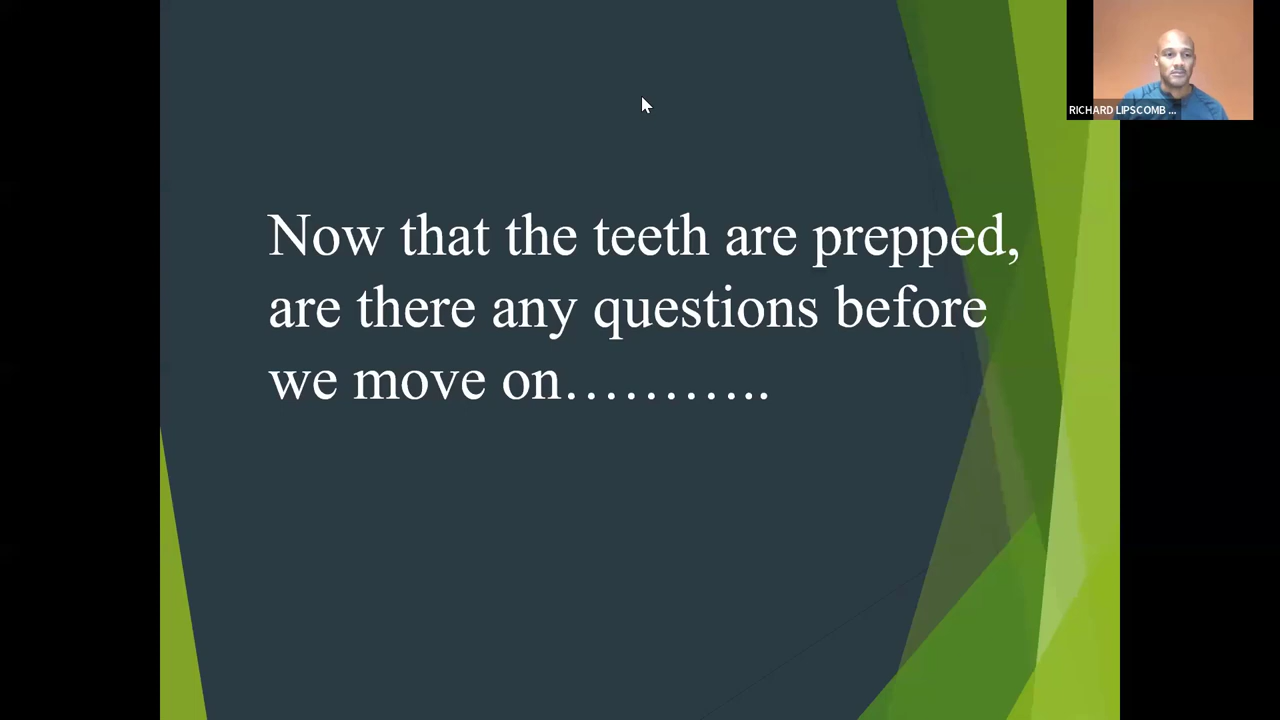 RICHARD LIPSCOMB ...
Now that the teeth are prepped,
are there any questions before
we move on………..